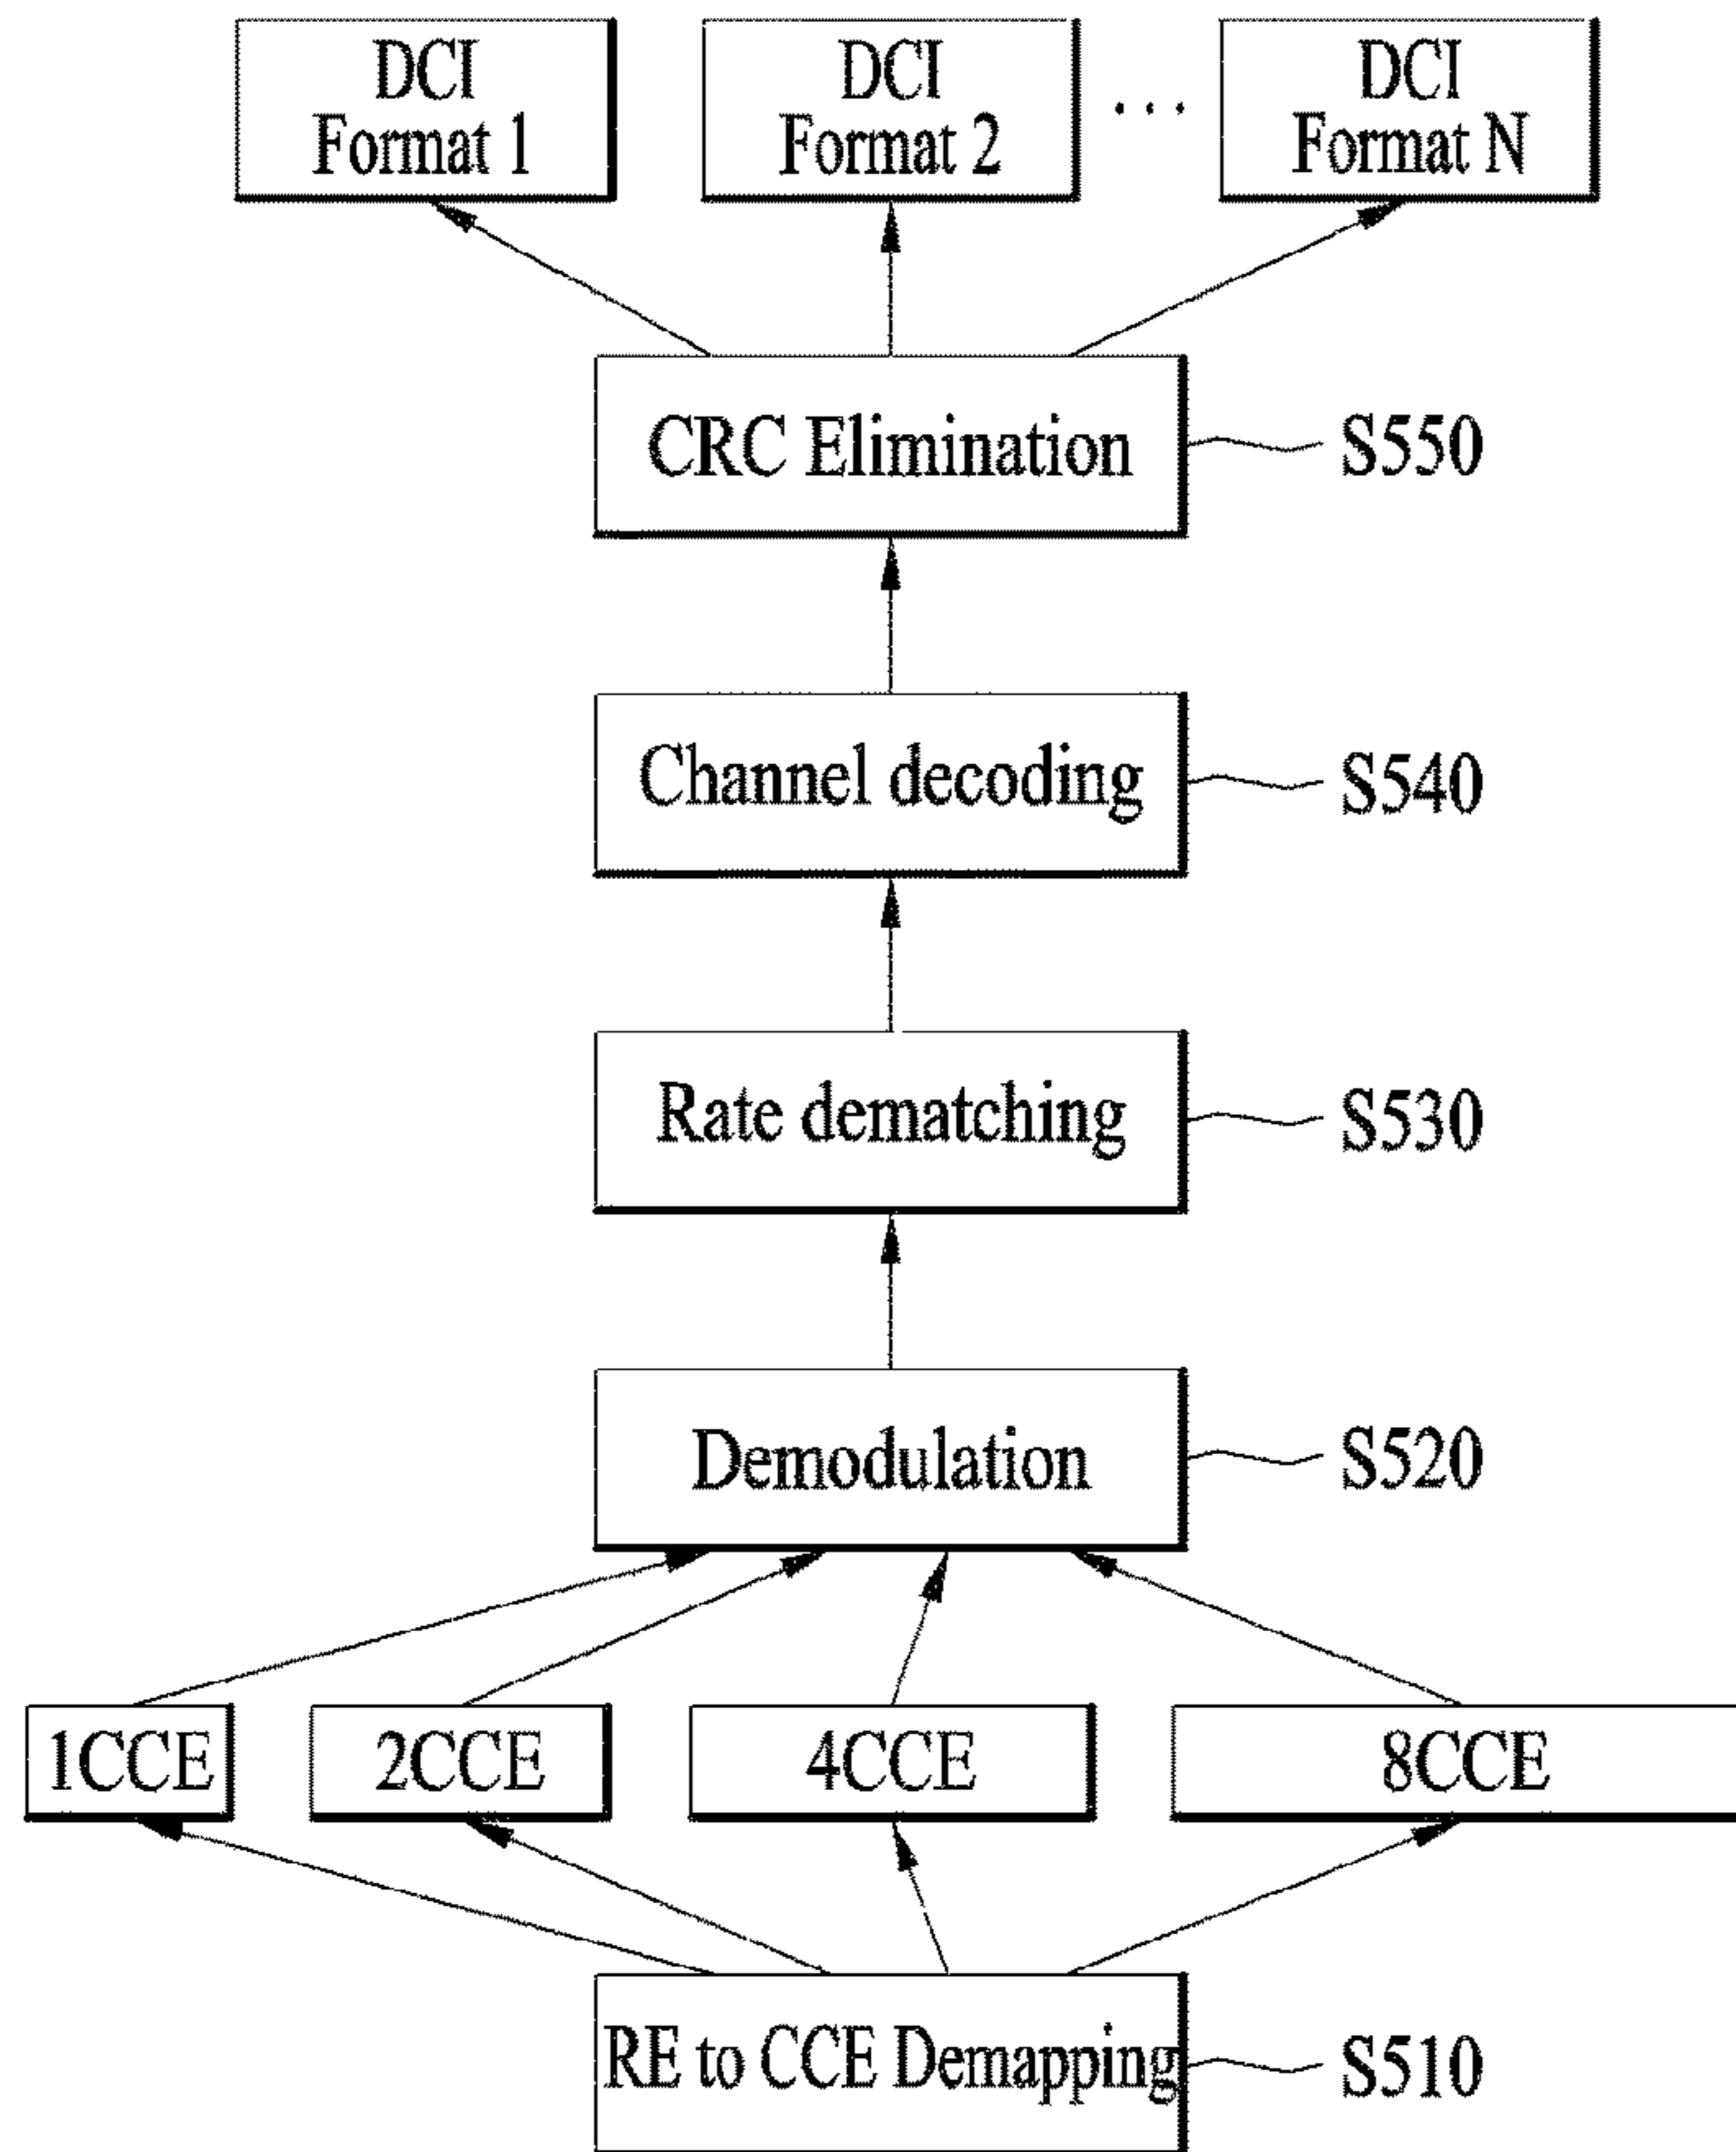 DCI
Format 1
DCI
Format 2
...
DCI
Format N
CRC Elimination
S550
Channel decoding
S540
Rate dematching
S530
Demodulation
S520
1CCE
2CCE
4CCE
8CCE
RE to CCE Demapping
S510